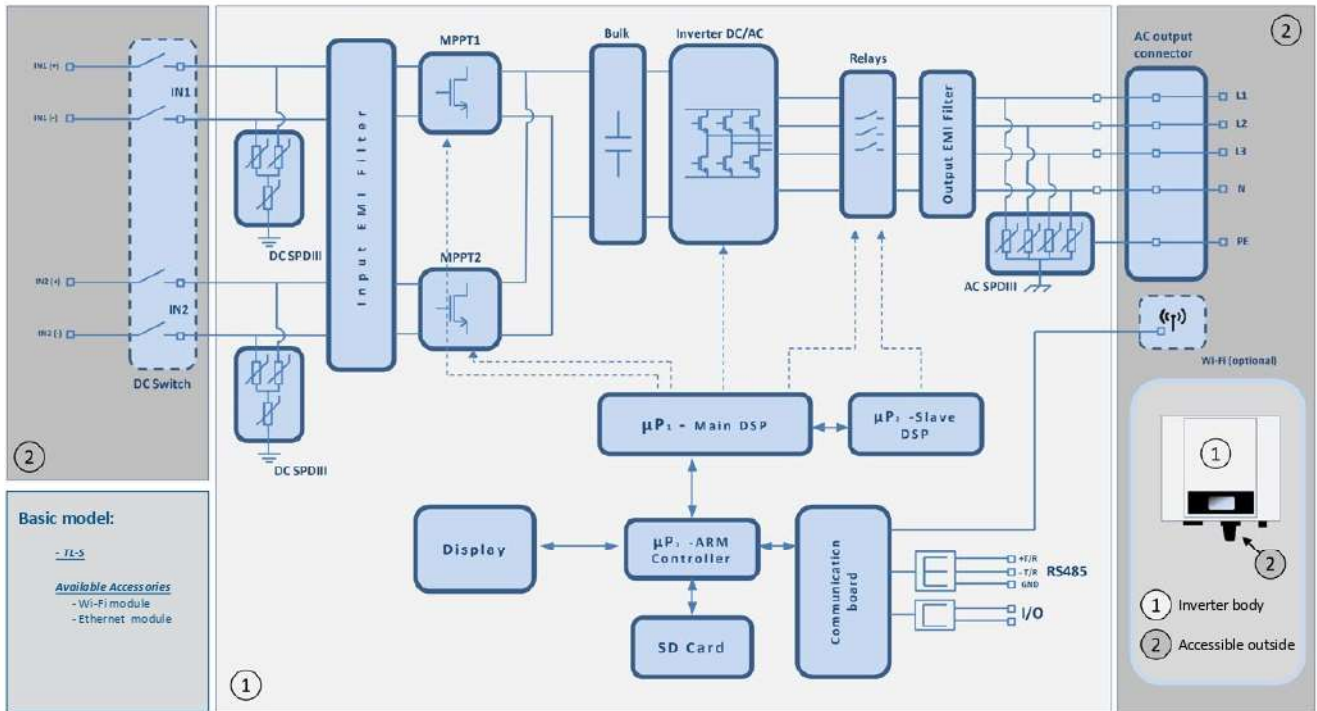 2
IN1 (+)
IN1 (-)
IN1
IN2 (+)
IN2 (-)
IN2
DC Switch
2
DC SPDIII
DC SPDIII
Input EMI Filter
MPPT1
MPPT2
Bulk
Inverter DC/AC
Relays
Output EMI Filter
AC SPDIII
AC output
connector
L1
L2
L3
N
PE
Wi-Fi (optional)
µP₁ - Main DSP
-Slave
DSP
Display
-ARM
Controller
SD Card
Communication
board
+T/R
-T/R
GND
RS485
I/O
1
Basic model:
- TL-S
Available Accessories
- Wi-Fi module
- Ethernet module
1
2
1 Inverter body
2 Accessible outside